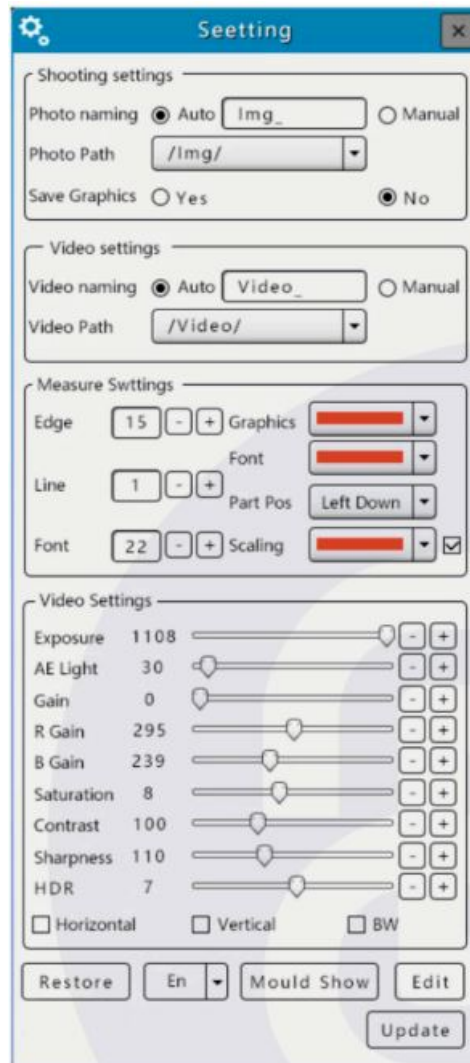 Seetting
Shooting settings
Photo naming Auto Img_ Manual
Photo Path /Img/
Save Graphics Yes No
Video settings
Video naming Auto Video_ Manual
Video Path /Video/
Measure Swttings
Edge 15 - + Graphics
Font
Line 1 - +
Part Pos Left Down
Font 22 - + Scaling
Video Settings
Exposure 1108 - +
AE Light 30 - +
Gain 0 - +
R Gain 295 - +
B Gain 239 - +
Saturation 8 - +
Contrast 100 - +
Sharpness 110 - +
HDR 7 - +
Horizontal Vertical BW
Restore En Mould Show Edit
Update